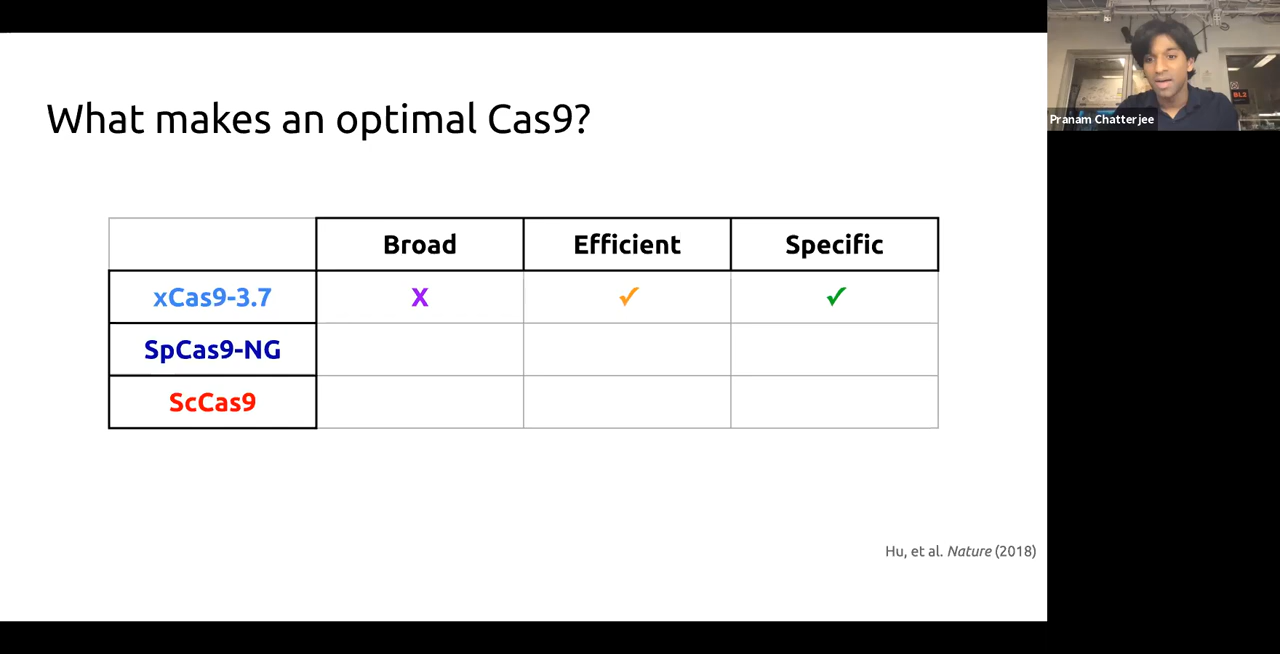 What makes an optimal Cas9?
Broad Efficient Specific
xCas9-3.7 X ✓ ✓
SpCas9-NG
ScCas9
Hu, et al. Nature (2018)
Pranam Chatterjee
BL2